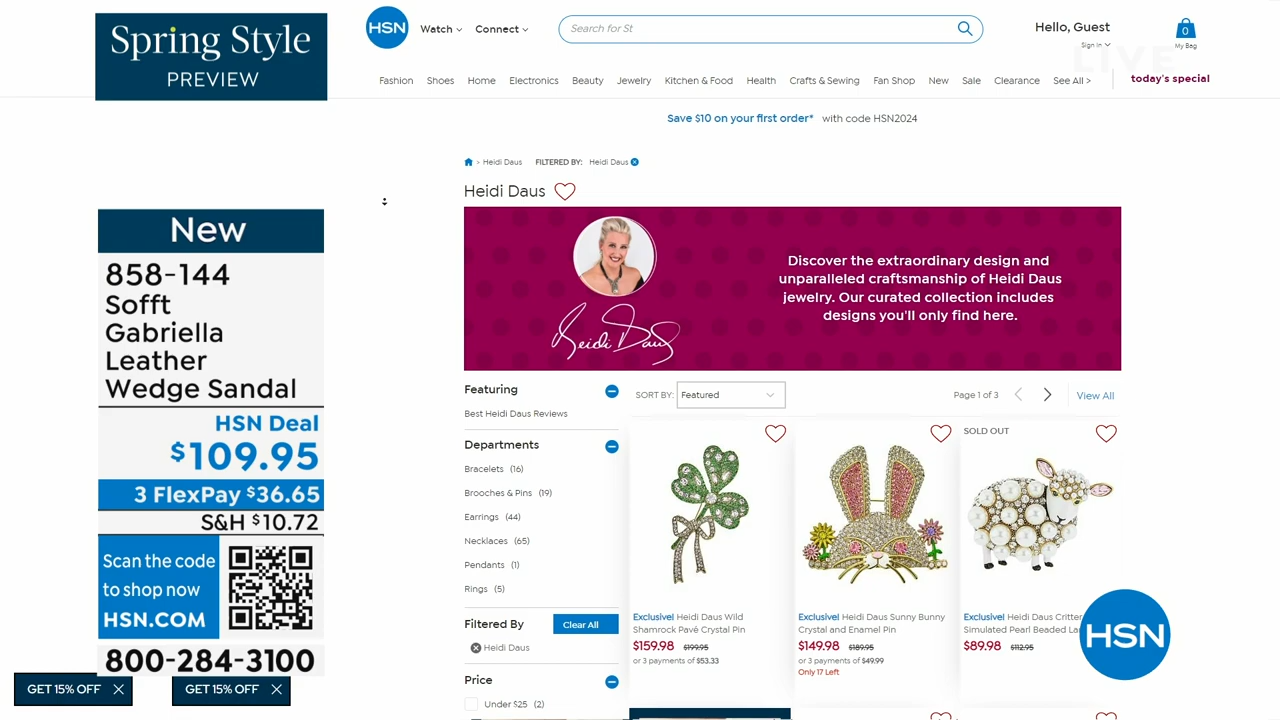 Spring Style
PREVIEW
HSN
Watch
Connect
Search for St
Hello, Guest
Sign In
0
My Bag
LIVE
Fashion Shoes Home Electronics Beauty Jewelry Kitchen & Food Health Crafts & Sewing Fan Shop New Sale Clearance See All >
today's special
Save $10 on your first order* with code HSN2024
> Heidi Daus FILTERED BY: Heidi Daus
Heidi Daus
Heidi Daus
Discover the extraordinary design and
unparalleled craftsmanship of Heidi Daus
jewelry. Our curated collection includes
designs you'll only find here.
New
858-144
Sofft
Gabriella
Leather
Wedge Sandal
HSN Deal
$109.95
3 FlexPay $36.65
S&H $10.72
Scan the code
to shop now
HSN.COM
800-284-3100
GET 15% OFF
GET 15% OFF
Featuring
Best Heidi Daus Reviews
Departments
Bracelets (16)
Brooches & Pins (19)
Earrings (44)
Necklaces (65)
Pendants (1)
Rings (5)
Filtered By
Clear All
Heidi Daus
Price
Under $25 (2)
SORT BY: Featured
Page 1 of 3
View All
Exclusive! Heidi Daus Wild
Shamrock Pavé Crystal Pin
$159.98 $199.95
or 3 payments of $53.33
Exclusive! Heidi Daus Sunny Bunny
Crystal and Enamel Pin
$149.98 $189.95
or 3 payments of $49.99
Only 17 Left
SOLD OUT
Exclusive! Heidi Daus Critter
Simulated Pearl Beaded
$89.98 $112.95
HSN